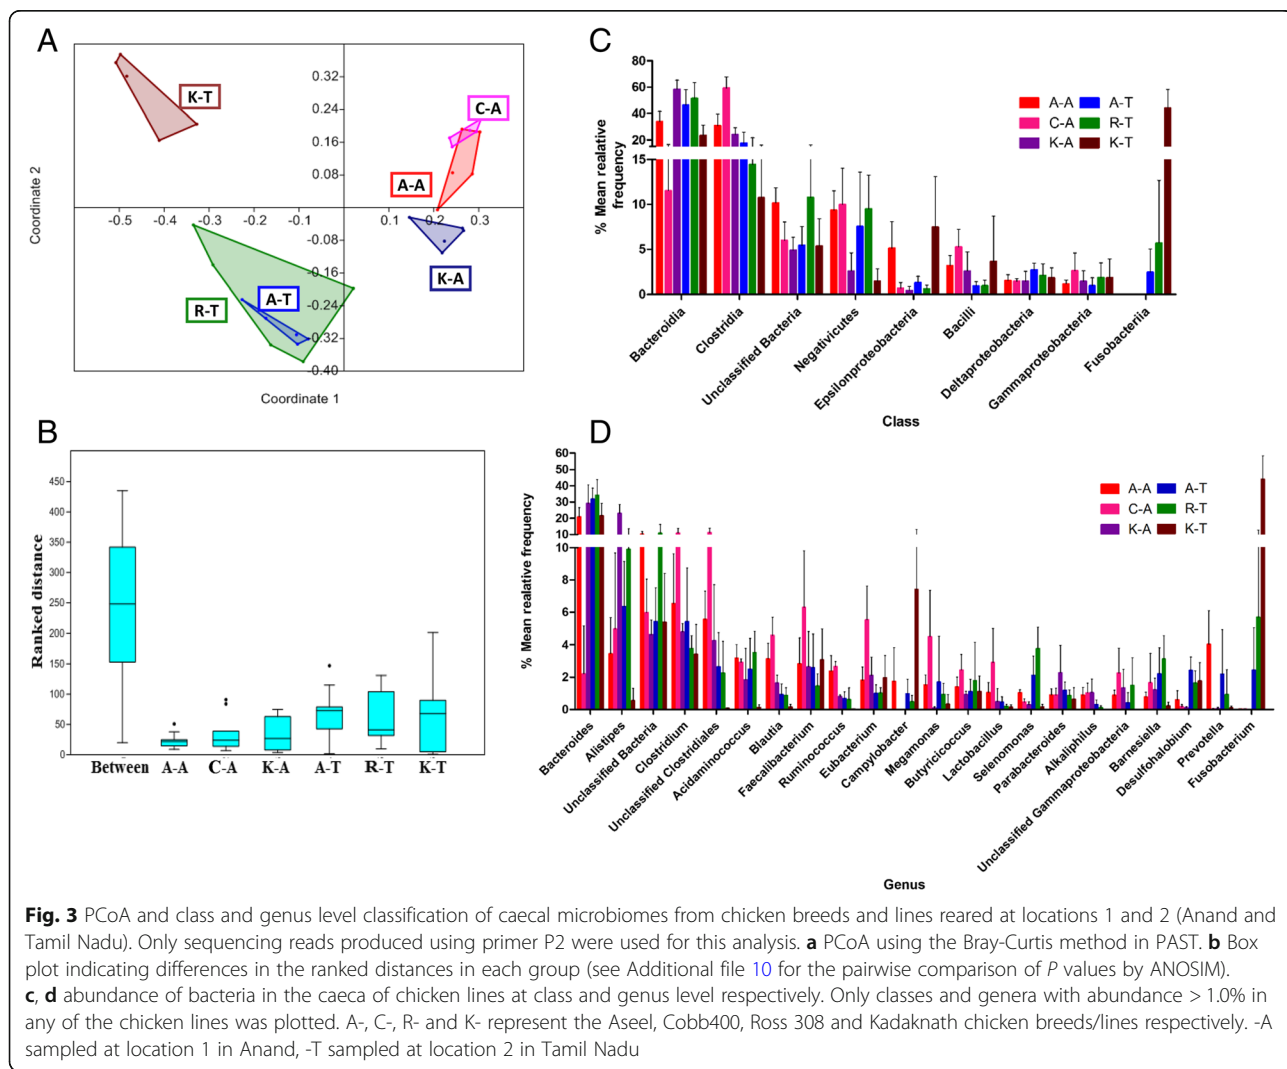 A
K-T
C-A
A-A
K-A
R-T
A-T
0.32
0.24
0.16
0.08
-0.08
-0.16
-0.24
-0.32
-0.40
-0.5
-0.4
-0.3
-0.2
-0.1
0.1
0.2
0.3
Coordinate 2
Coordinate 1
B
Ranked distance
450
400
350
300
250
200
150
100
50
0
Between
A-A
C-A
K-A
A-T
R-T
K-T
C
% Mean realative
frequency
80
60
40
20
15
10
5
0
A-A
A-T
C-A
R-T
K-A
K-T
Bacteroidia
Clostridia
Unclassified Bacteria
Negativicutes
Epsilonproteobacteria
Bacilli
Deltaproteobacteria
Gammaproteobacteria
Fusobacteriia
Class
D
% Mean realative frequency
60
50
40
30
20
10
10
8
6
4
2
0
A-A
A-T
C-A
R-T
K-A
K-T
Bacteroides
Alistipes
Unclassified Bacteria
Clostridium
Unclassified Clostridiales
Acidaminococcus
Blautia
Faecalibacterium
Ruminococcus
Eubacterium
Campylobacter
Megamonas
Butyricicoccus
Lactobacillus
Selenomonas
Parabacteroides
Alkaliphilus
Unclassified Gammaproteobacteria
Barnesiella
Desulfohalobium
Prevotella
Fusobacterium
Genus
Fig. 3 PCoA and class and genus level classification of caecal microbiomes from chicken breeds and lines reared at locations 1 and 2 (Anand and
Tamil Nadu). Only sequencing reads produced using primer P2 were used for this analysis. a PCoA using the Bray-Curtis method in PAST. b Box
plot indicating differences in the ranked distances in each group (see Additional file 10 for the pairwise comparison of P values by ANOSIM).
c, d abundance of bacteria in the caeca of chicken lines at class and genus level respectively. Only classes and genera with abundance > 1.0% in
any of the chicken lines was plotted. A-, C-, R- and K- represent the Aseel, Cobb400, Ross 308 and Kadaknath chicken breeds/lines respectively. -A
sampled at location 1 in Anand, -T sampled at location 2 in Tamil Nadu